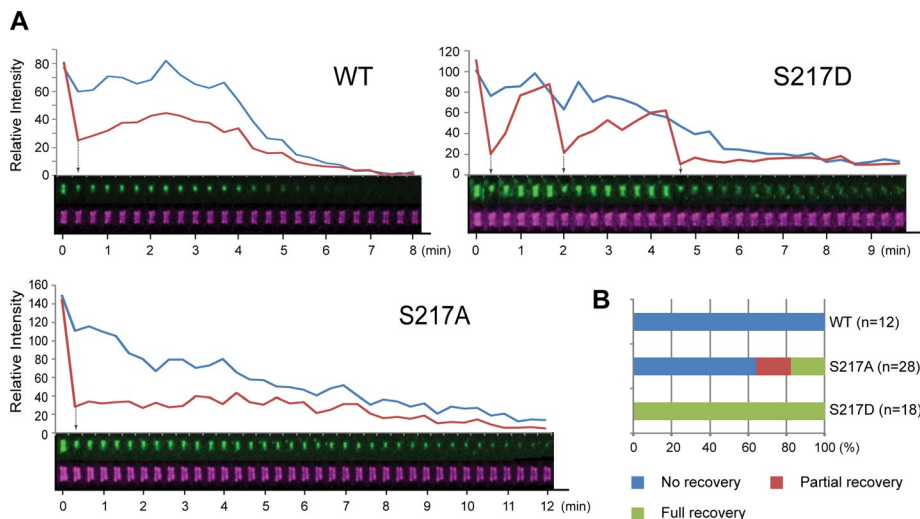 A
WT
Relative Intensity
80
60
40
20
0
0 1 2 3 4 5 6 7 8 (min)
S217D
120
100
80
60
40
20
0
0 1 2 3 4 5 6 7 8 9 (min)
S217A
Relative Intensity
160
140
120
100
80
60
40
20
0
0 1 2 3 4 5 6 7 8 9 10 11 12 (min)
B
WT (n=12)
S217A (n=28)
S217D (n=18)
0 20 40 60 80 100 (%)
No recovery
Partial recovery
Full recovery